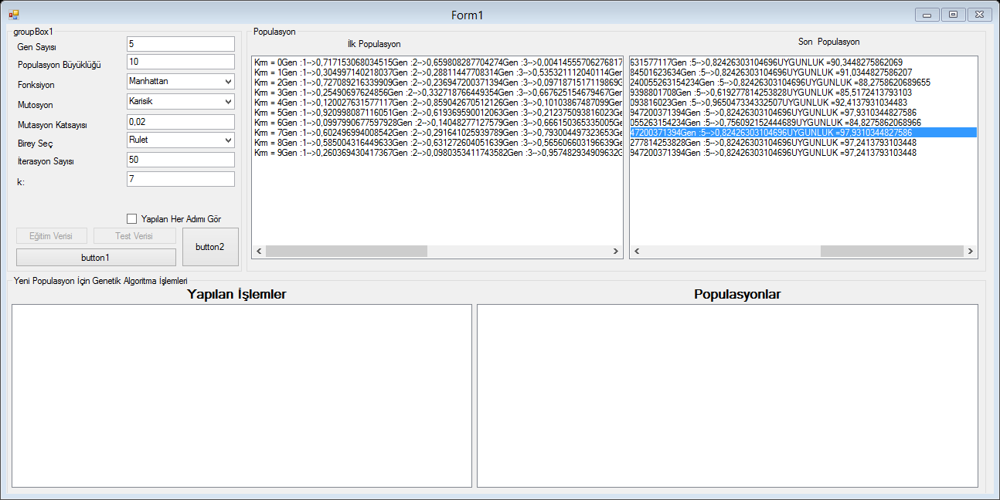 Form1
groupBox1
Gen Sayısı
5
Populasyon Büyüklüğü
10
Fonksiyon
Manhattan
Mutosyon
Karisik
Mutasyon Katsayısı
0,02
Birey Seç
Rulet
İterasyon Sayısı
50
k:
7
Yapılan Her Adımı Gör
Eğitim Verisi
Test Verisi
button1
button2
Populasyon
İlk Populasyon
Km = 0Gen :1-->0,717153068034515Gen :2-->0,659808287704274Gen :3-->0,00414555706276817
Km = 1Gen :1-->0,304997140218037Gen :2-->0,28811447708314Gen :3-->0,535321112040114Ger
Km = 2Gen :1-->0,727089216339909Gen :2-->0,236947200371394Gen :3-->0,0971871517119869G
Km = 3Gen :1-->0,25490697624856Gen :2-->0,332718766449354Gen :3-->0,667625154679467Ger
Km = 4Gen :1-->0,120027631577117Gen :2-->0,859042670512126Gen :3-->0,10103867487099Ger
Km = 5Gen :1-->0,920998087116051Gen :2-->0,619369590012063Gen :3-->0,212375093816023Ge
Km = 6Gen :1-->0,0997990677597928Gen :2-->0,14048277127579Gen :3-->0,666150365335005Ge
Km = 7Gen :1-->0,602496994008542Gen :2-->0,291641025939789Gen :3-->0,793004497323653Ge
Km = 8Gen :1-->0,585004316449633Gen :2-->0,631272604051639Gen :3-->0,565606603196639Ge
Km = 9Gen :1-->0,260369430417367Gen :2-->0,0980353411743582Gen :3-->0,957482934909632G
Son Populasyon
631577117Gen :5-->0,82426303104696UYGUNLUK =90,3448275862069
84501623634Gen :5-->0,82426303104696UYGUNLUK =91,0344827586207
240055263154234Gen :5-->0,82426303104696UYGUNLUK =88,2758620689655
9398801708Gen :5-->0,619277814253828UYGUNLUK =85,5172413793103
093816023Gen :5-->0,965047334332507UYGUNLUK =92,4137931034483
947200371394Gen :5-->0,82426303104696UYGUNLUK =97,9310344827586
055263154234Gen :5-->0,756092152444689UYGUNLUK =84,8275862068966
47200371394Gen :5-->0,82426303104696UYGUNLUK =97,9310344827586
277814253828Gen :5-->0,82426303104696UYGUNLUK =97,2413793103448
947200371394Gen :5-->0,82426303104696UYGUNLUK =97,2413793103448
Yeni Populasyon İçin Genetik Algoritma İşlemleri
Yapılan İşlemler
Populasyonlar